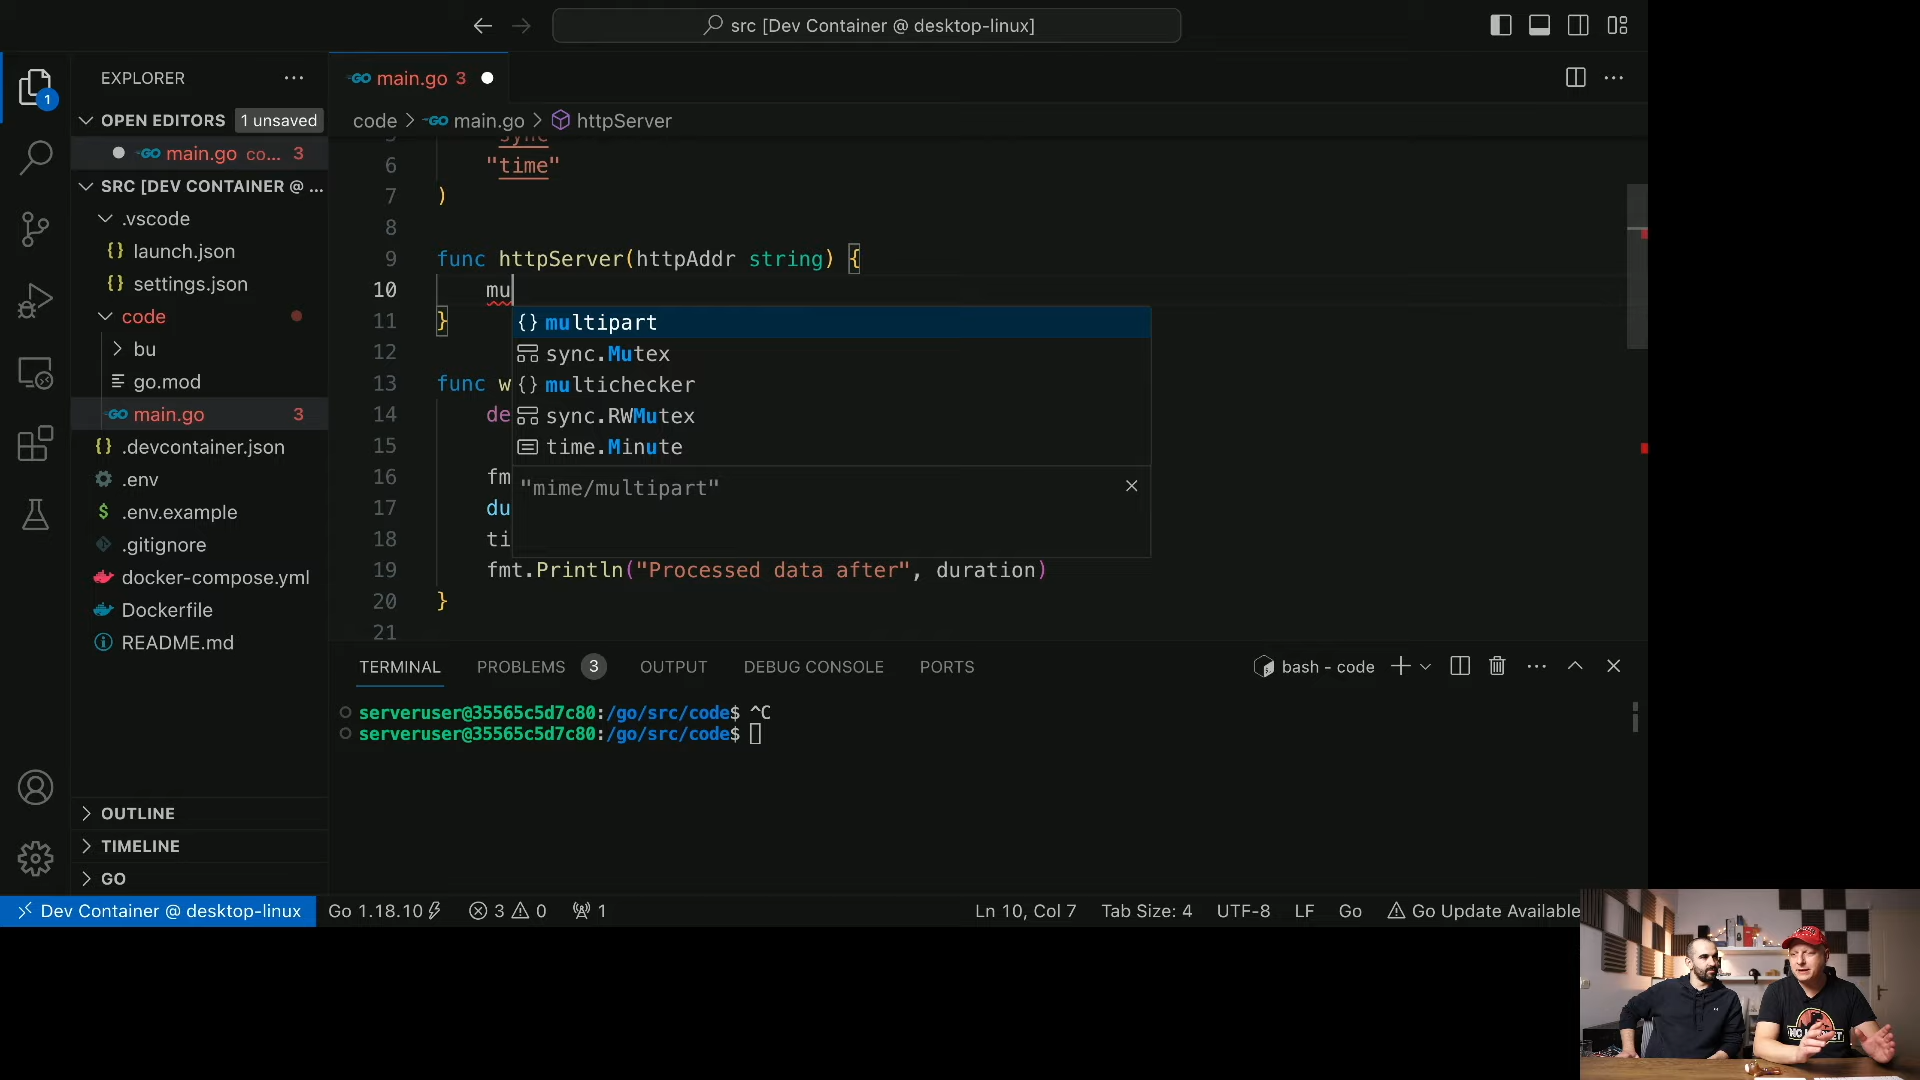 src [Dev Container @ desktop-linux]
EXPLORER
main.go 3
OPEN EDITORS 1 unsaved
main.go co... 3
SRC [DEV CONTAINER @ ...
.vscode
launch.json
settings.json
code
bu
go.mod
main.go 3
.devcontainer.json
.env
.env.example
.gitignore
docker-compose.yml
Dockerfile
README.md
OUTLINE
TIMELINE
GO
1
code > main.go > httpServer
5 "sync"
6 "time"
7 )
8
9 func httpServer(httpAddr string) {
10 mu
11 }
12
13 func w
14 de
15
16 fm
17 du
18 ti
19 fmt.Println("Processed data after", duration)
20 }
21
{} multipart
sync.Mutex
{} multichecker
sync.RWMutex
time.Minute
"mime/multipart"
TERMINAL PROBLEMS 3 OUTPUT DEBUG CONSOLE PORTS
bash - code
serveruser@35565c5d7c80:/go/src/code$ ^C
serveruser@35565c5d7c80:/go/src/code$
Dev Container @ desktop-linux Go 1.18.10 3 0 1 Ln 10, Col 7 Tab Size: 4 UTF-8 LF Go Go Update Available